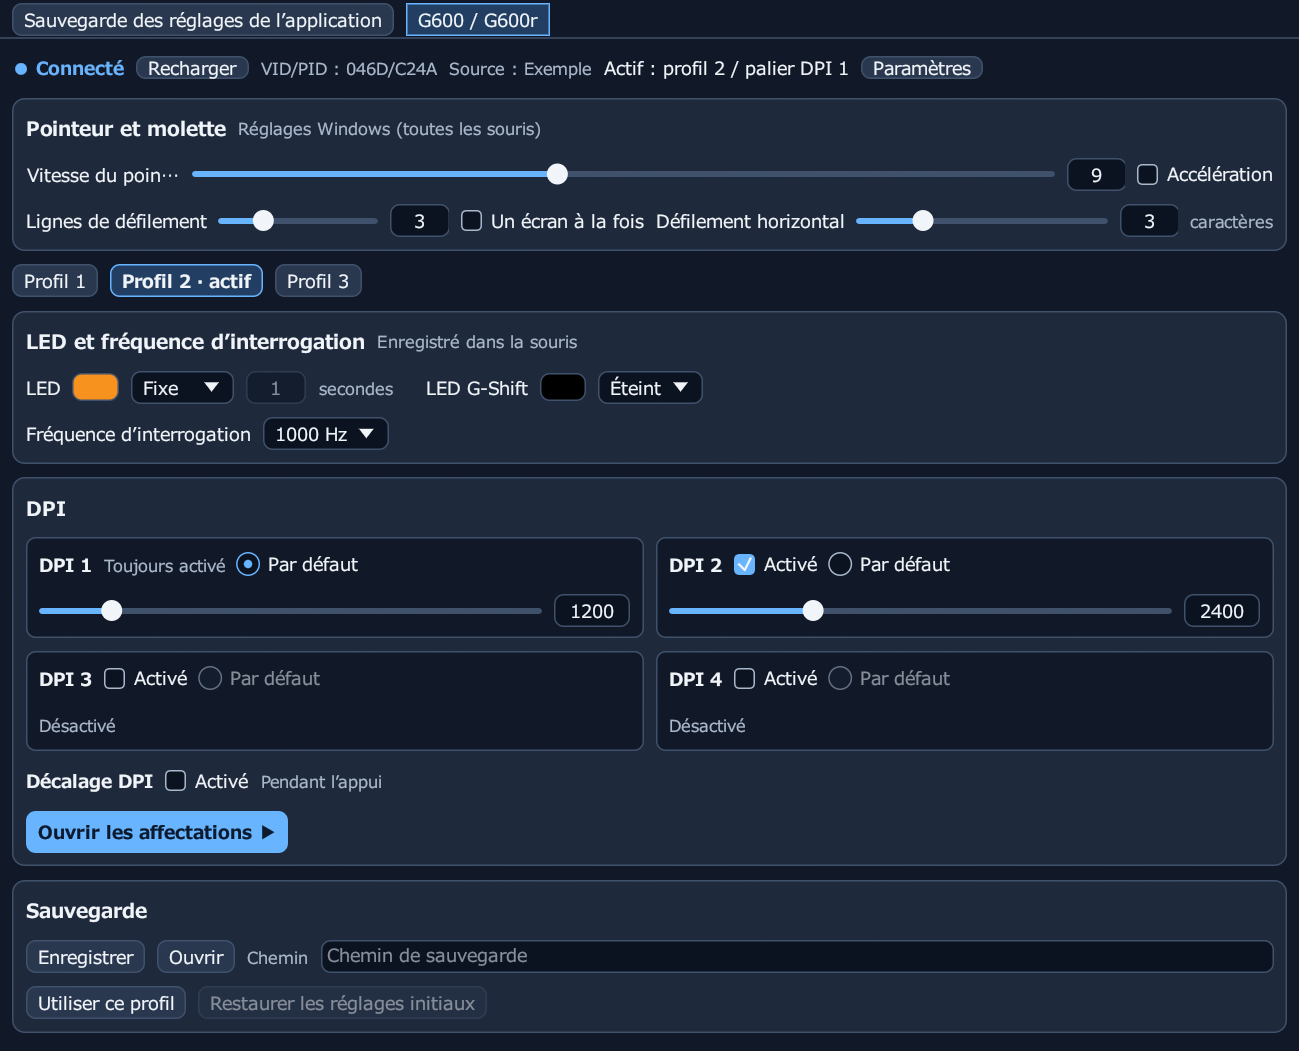 Sauvegarde des réglages de l’application G600 / G600r
Connecté Recharger VID/PID : 046D/C24A Source : Exemple Actif : profil 2 / palier DPI 1 Paramètres
Pointeur et molette Réglages Windows (toutes les souris)
Vitesse du poin··· 9 Accélération
Lignes de défilement 3 Un écran à la fois Défilement horizontal 3 caractères
Profil 1 Profil 2 · actif Profil 3
LED et fréquence d’interrogation Enregistré dans la souris
LED Fixe 1 secondes LED G-Shift Éteint
Fréquence d’interrogation 1000 Hz
DPI
DPI 1 Toujours activé Par défaut
1200
DPI 2 Activé Par défaut
2400
DPI 3 Activé Par défaut
Désactivé
DPI 4 Activé Par défaut
Désactivé
Décalage DPI Activé Pendant l’appui
Ouvrir les affectations
Sauvegarde
Enregistrer Ouvrir Chemin Chemin de sauvegarde
Utiliser ce profil Restaurer les réglages initiaux